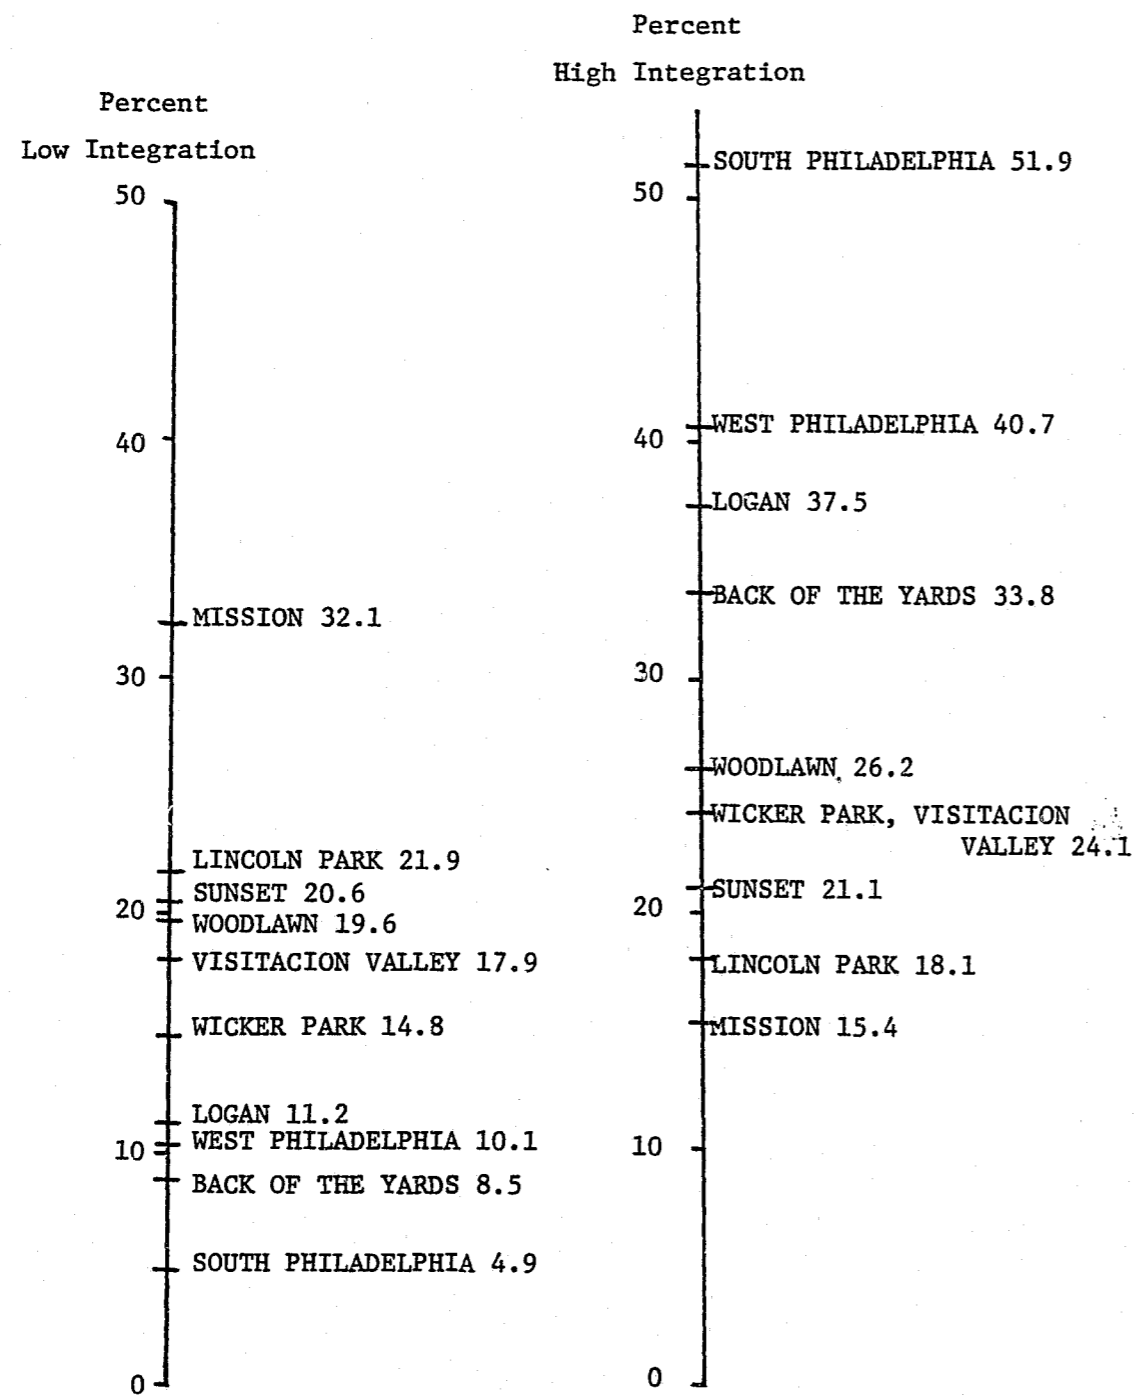 Percent
Low Integration
50
40
MISSION 32.1
30
LINCOLN PARK 21.9
SUNSET 20.6
20
WOODLAWN 19.6
VISITACION VALLEY 17.9
WICKER PARK 14.8
LOGAN 11.2
WEST PHILADELPHIA 10.1
10
BACK OF THE YARDS 8.5
SOUTH PHILADELPHIA 4.9
0
Percent
High Integration
SOUTH PHILADELPHIA 51.9
50
WEST PHILADELPHIA 40.7
40
LOGAN 37.5
BACK OF THE YARDS 33.8
30
WOODLAWN 26.2
WICKER PARK, VISITACION
VALLEY 24.1
SUNSET 21.1
20
LINCOLN PARK 18.1
MISSION 15.4
10
0